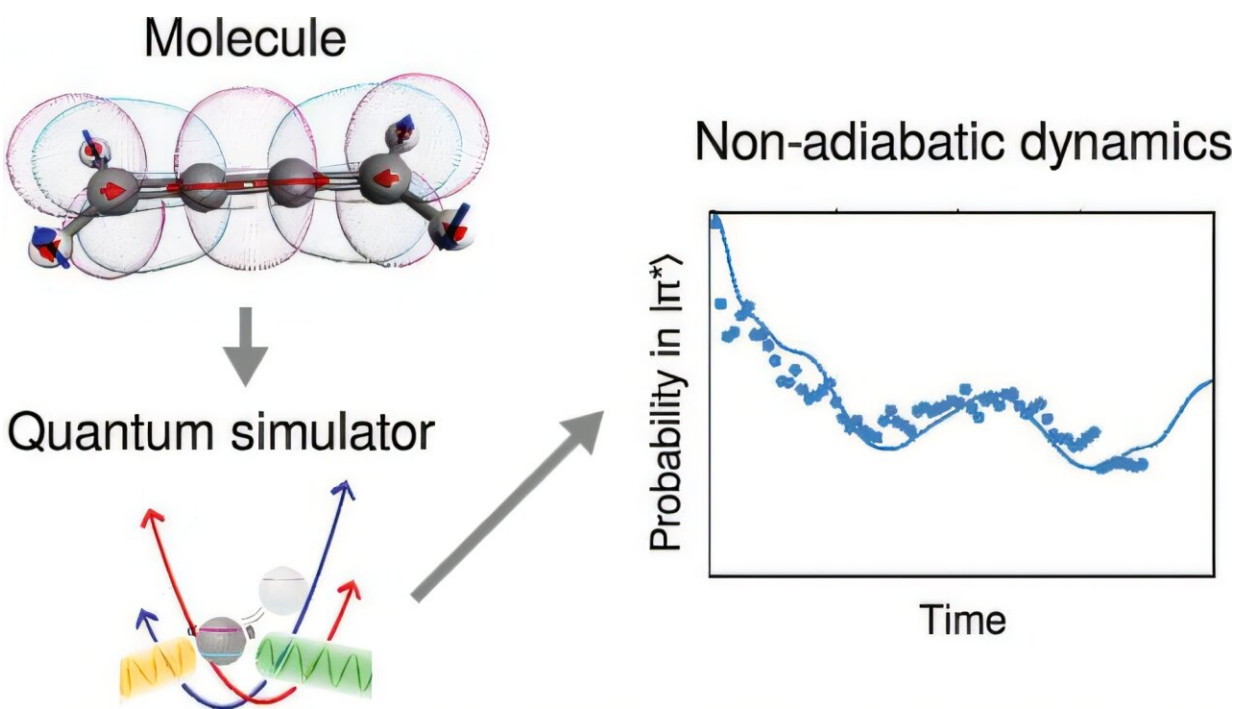 Molecule
Quantum simulator
Non-adiabatic dynamics
Probability in |π*⟩
Time